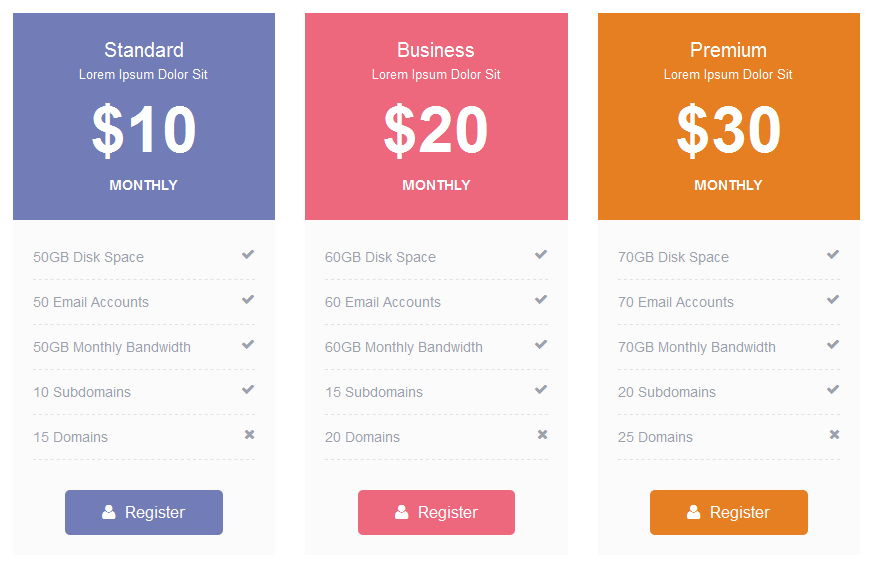 Standard
Lorem Ipsum Dolor Sit
$10
MONTHLY
50GB Disk Space
50 Email Accounts
50GB Monthly Bandwidth
10 Subdomains
15 Domains
Register
Business
Lorem Ipsum Dolor Sit
$20
MONTHLY
60GB Disk Space
60 Email Accounts
60GB Monthly Bandwidth
15 Subdomains
20 Domains
Register
Premium
Lorem Ipsum Dolor Sit
$30
MONTHLY
70GB Disk Space
70 Email Accounts
70GB Monthly Bandwidth
20 Subdomains
25 Domains
Register